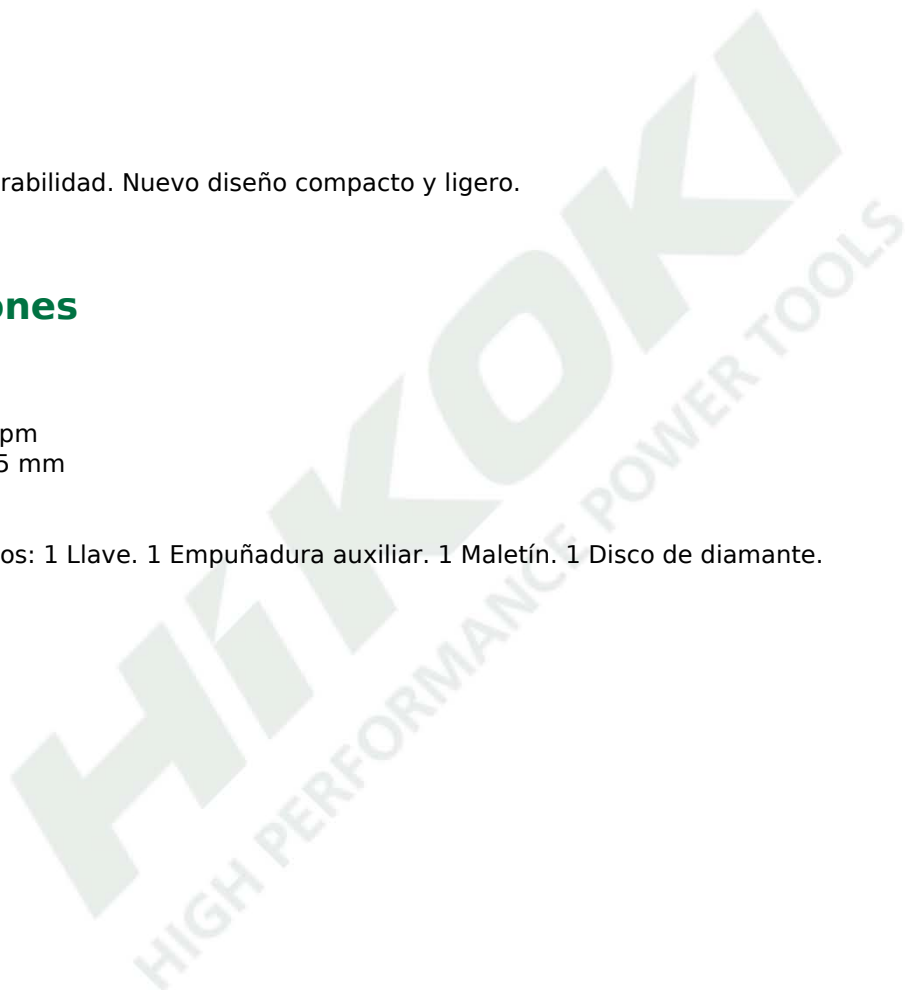 rabilidad. Nuevo diseño compacto y ligero.
ones
pm
5 mm
os: 1 Llave. 1 Empuñadura auxiliar. 1 Maletín. 1 Disco de diamante.
HiKOKI
HIGH PERFORMANCE POWER TOOLS